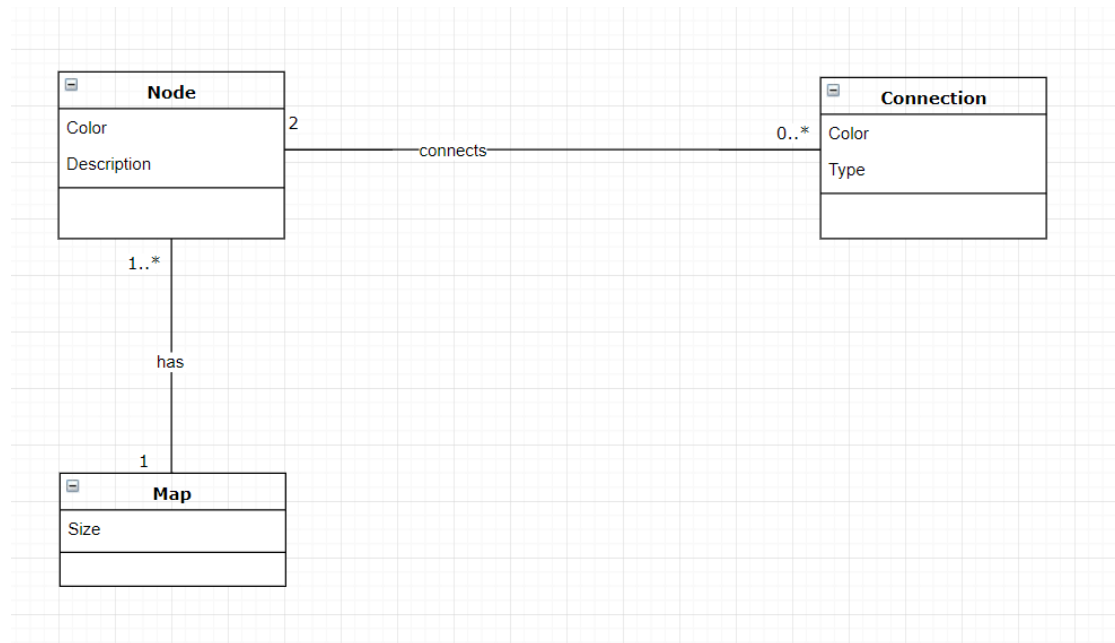 Node
Color
Description
2
connects
0..*
Connection
Color
Type
1..*
has
1
Map
Size